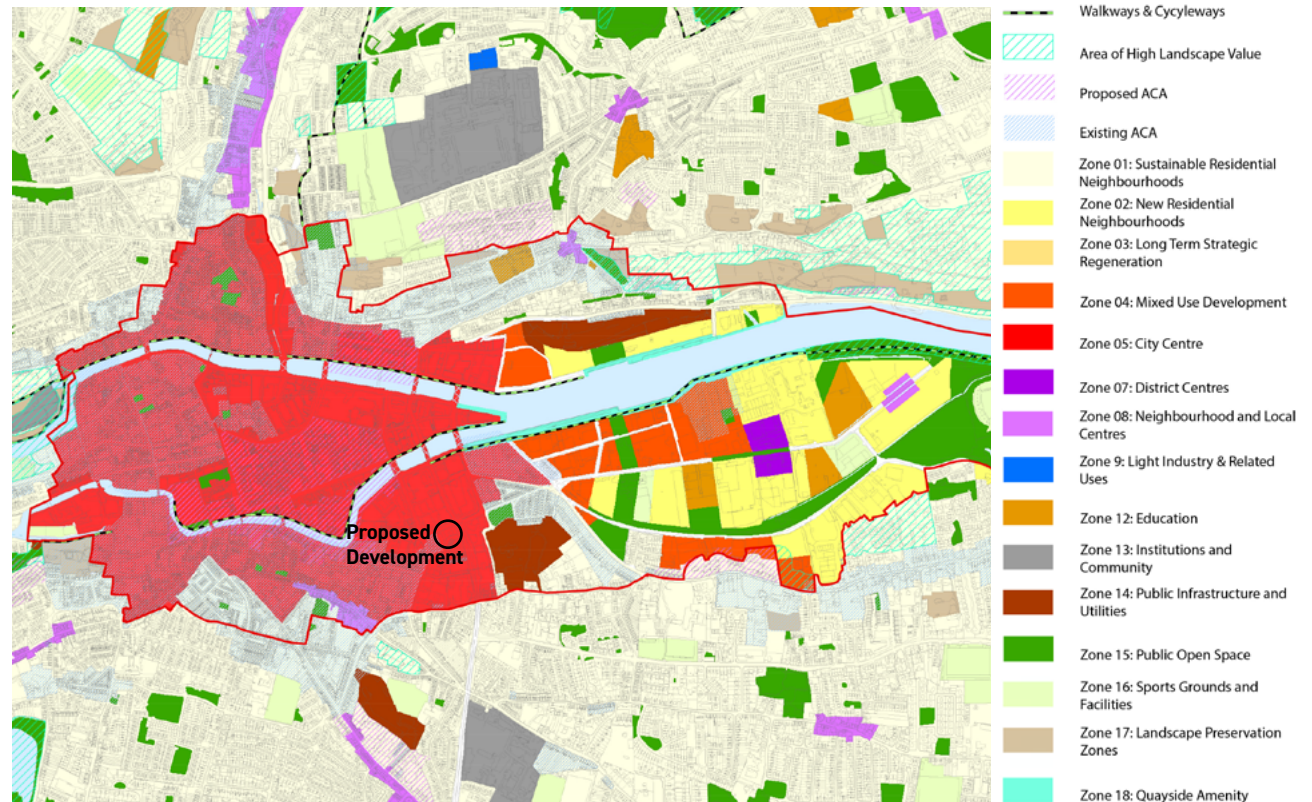 Proposed
Development
Walkways & Cycyleways
Area of High Landscape Value
Proposed ACA
Existing ACA
Zone 01: Sustainable Residential
Neighbourhoods
Zone 02: New Residential
Neighbourhoods
Zone 03: Long Term Strategic
Regeneration
Zone 04: Mixed Use Development
Zone 05: City Centre
Zone 07: District Centres
Zone 08: Neighbourhood and Local
Centres
Zone 9: Light Industry & Related
Uses
Zone 12: Education
Zone 13: Institutions and
Community
Zone 14: Public Infrastructure and
Utilities
Zone 15: Public Open Space
Zone 16: Sports Grounds and
Facilities
Zone 17: Landscape Preservation
Zones
Zone 18: Quayside Amenity